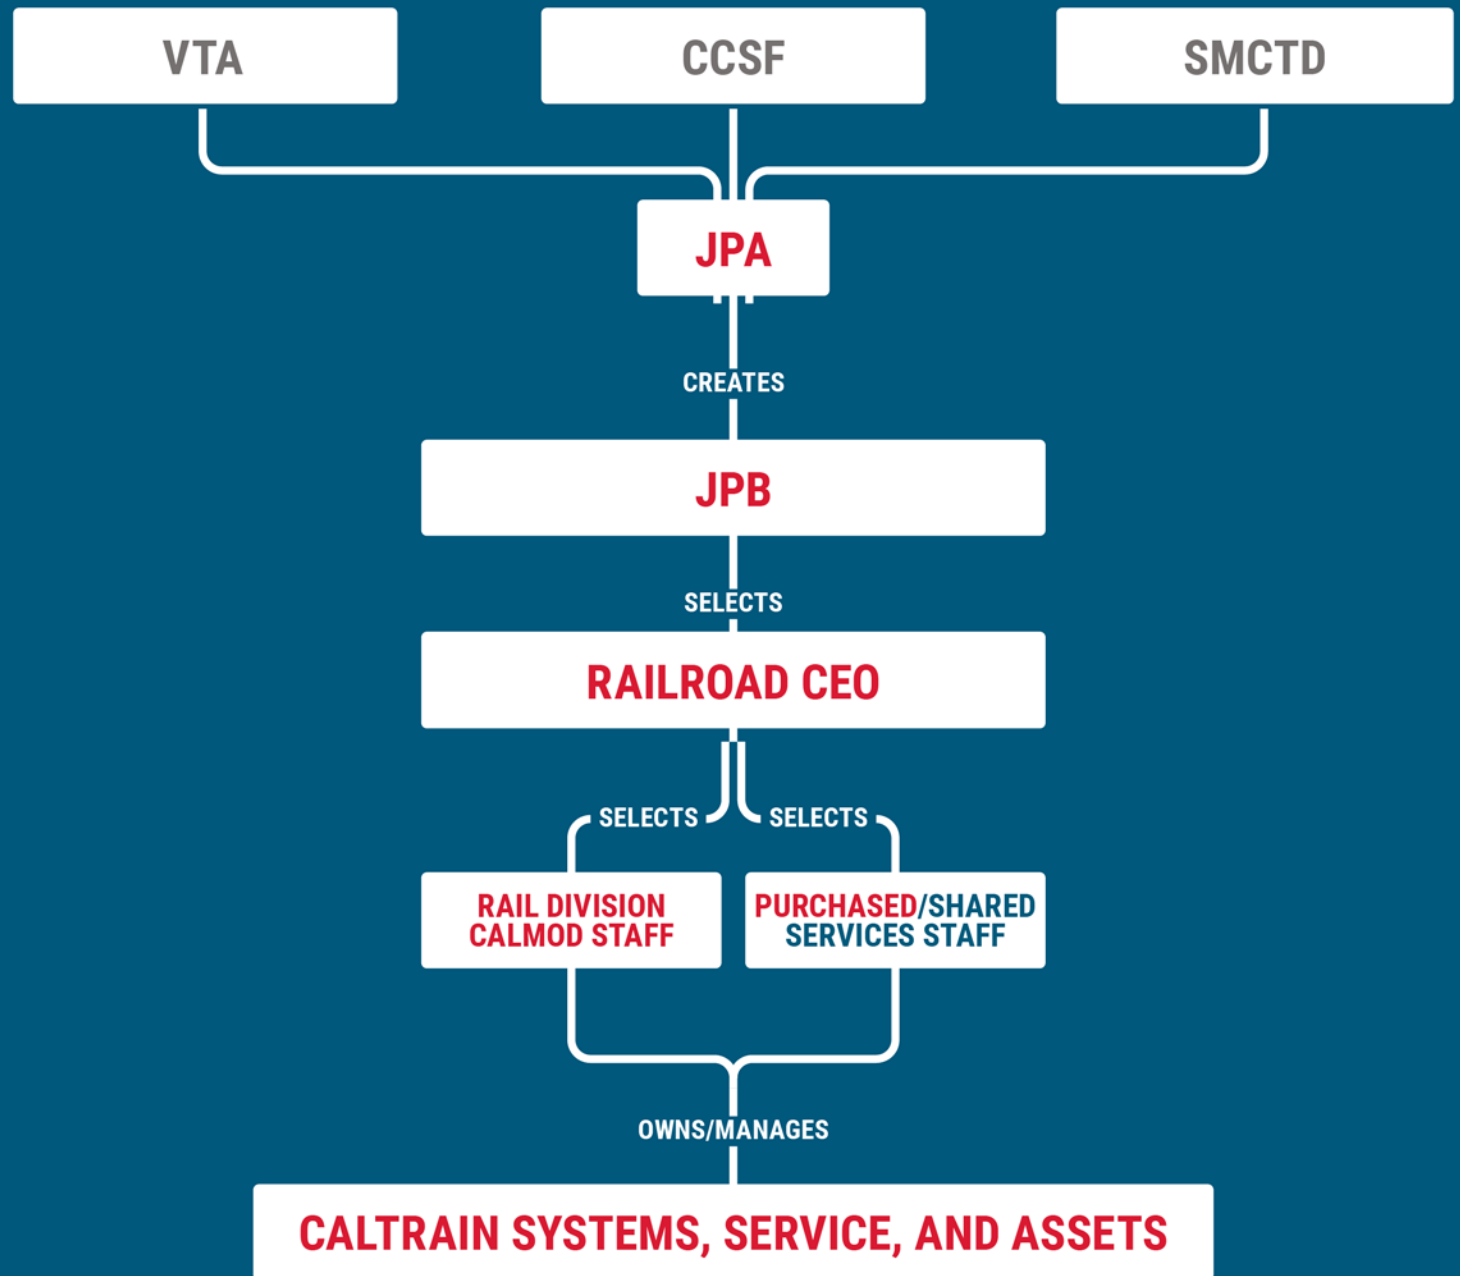 VTA
CCSF
SMCTD
JPA
CREATES
JPB
SELECTS
RAILROAD CEO
SELECTS
SELECTS
RAIL DIVISION
CALMOD STAFF
PURCHASED/SHARED
SERVICES STAFF
OWNS/MANAGES
CALTRAIN SYSTEMS, SERVICE, AND ASSETS